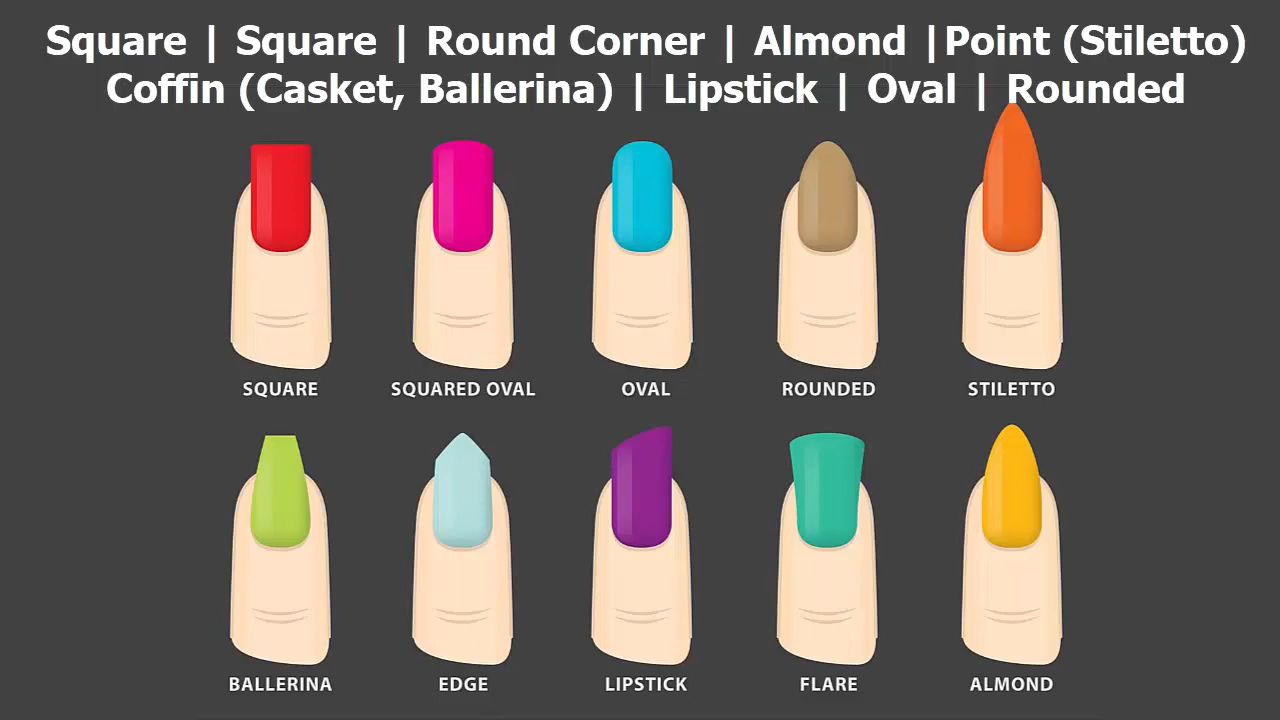 Square | Square | Round Corner | Almond |Point (Stiletto)
Coffin (Casket, Ballerina) | Lipstick | Oval | Rounded
SQUARE SQUARED OVAL OVAL ROUNDED STILETTO
BALLERINA EDGE LIPSTICK FLARE ALMOND